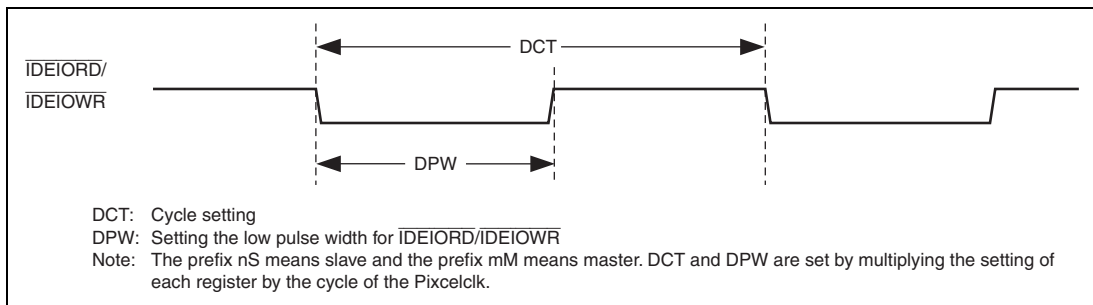 DCT
IDEIORD/
IDEIOWR
DPW
DCT: Cycle setting
DPW: Setting the low pulse width for IDEIORD/IDEIOWR
Note: The prefix nS means slave and the prefix mM means master. DCT and DPW are set by multiplying the setting of
each register by the cycle of the Pixcelclk.